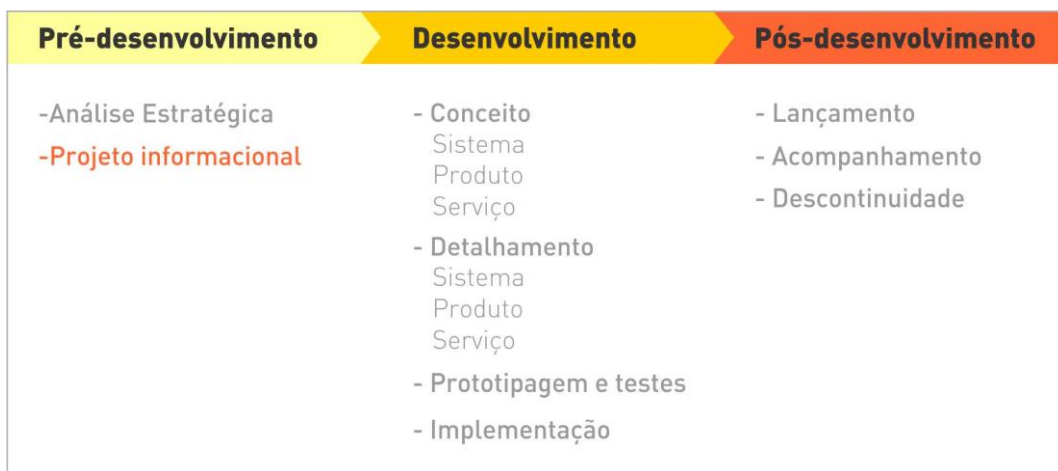 Pré-desenvolvimento
-Análise Estratégica
-Projeto informacional
Desenvolvimento
- Conceito
Sistema
Produto
Serviço
- Detalhamento
Sistema
Produto
Serviço
- Prototipagem e testes
- Implementação
Pós-desenvolvimento
- Lançamento
- Acompanhamento
- Descontinuidade